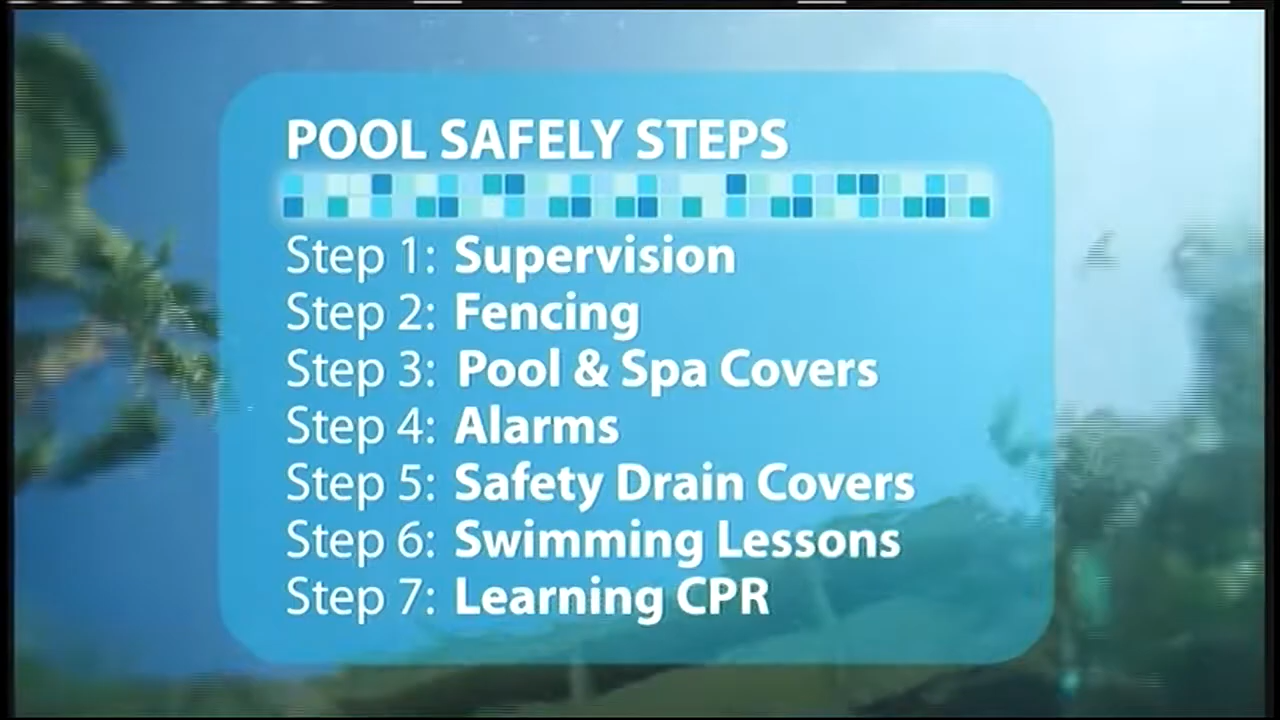 POOL SAFELY STEPS
Step 1: Supervision
Step 2: Fencing
Step 3: Pool & Spa Covers
Step 4: Alarms
Step 5: Safety Drain Covers
Step 6: Swimming Lessons
Step 7: Learning CPR